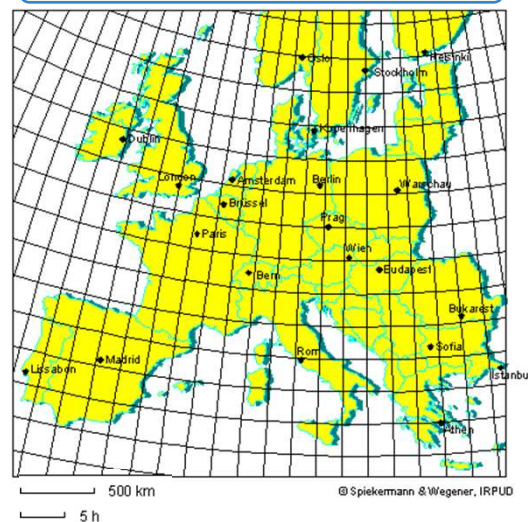 Oslo
Helsinki
Stockholm
Kopenhagen
Dublin
London
Amsterdam
Berlin
Warschau
Brüssel
Prag
Paris
Wien
Bern
Budapest
Bukarest
Rom
Sofia
Madrid
Lissabon
Istanbu
Athen
500 km
© Spiekermann & Wegener, IRPUD
5 h